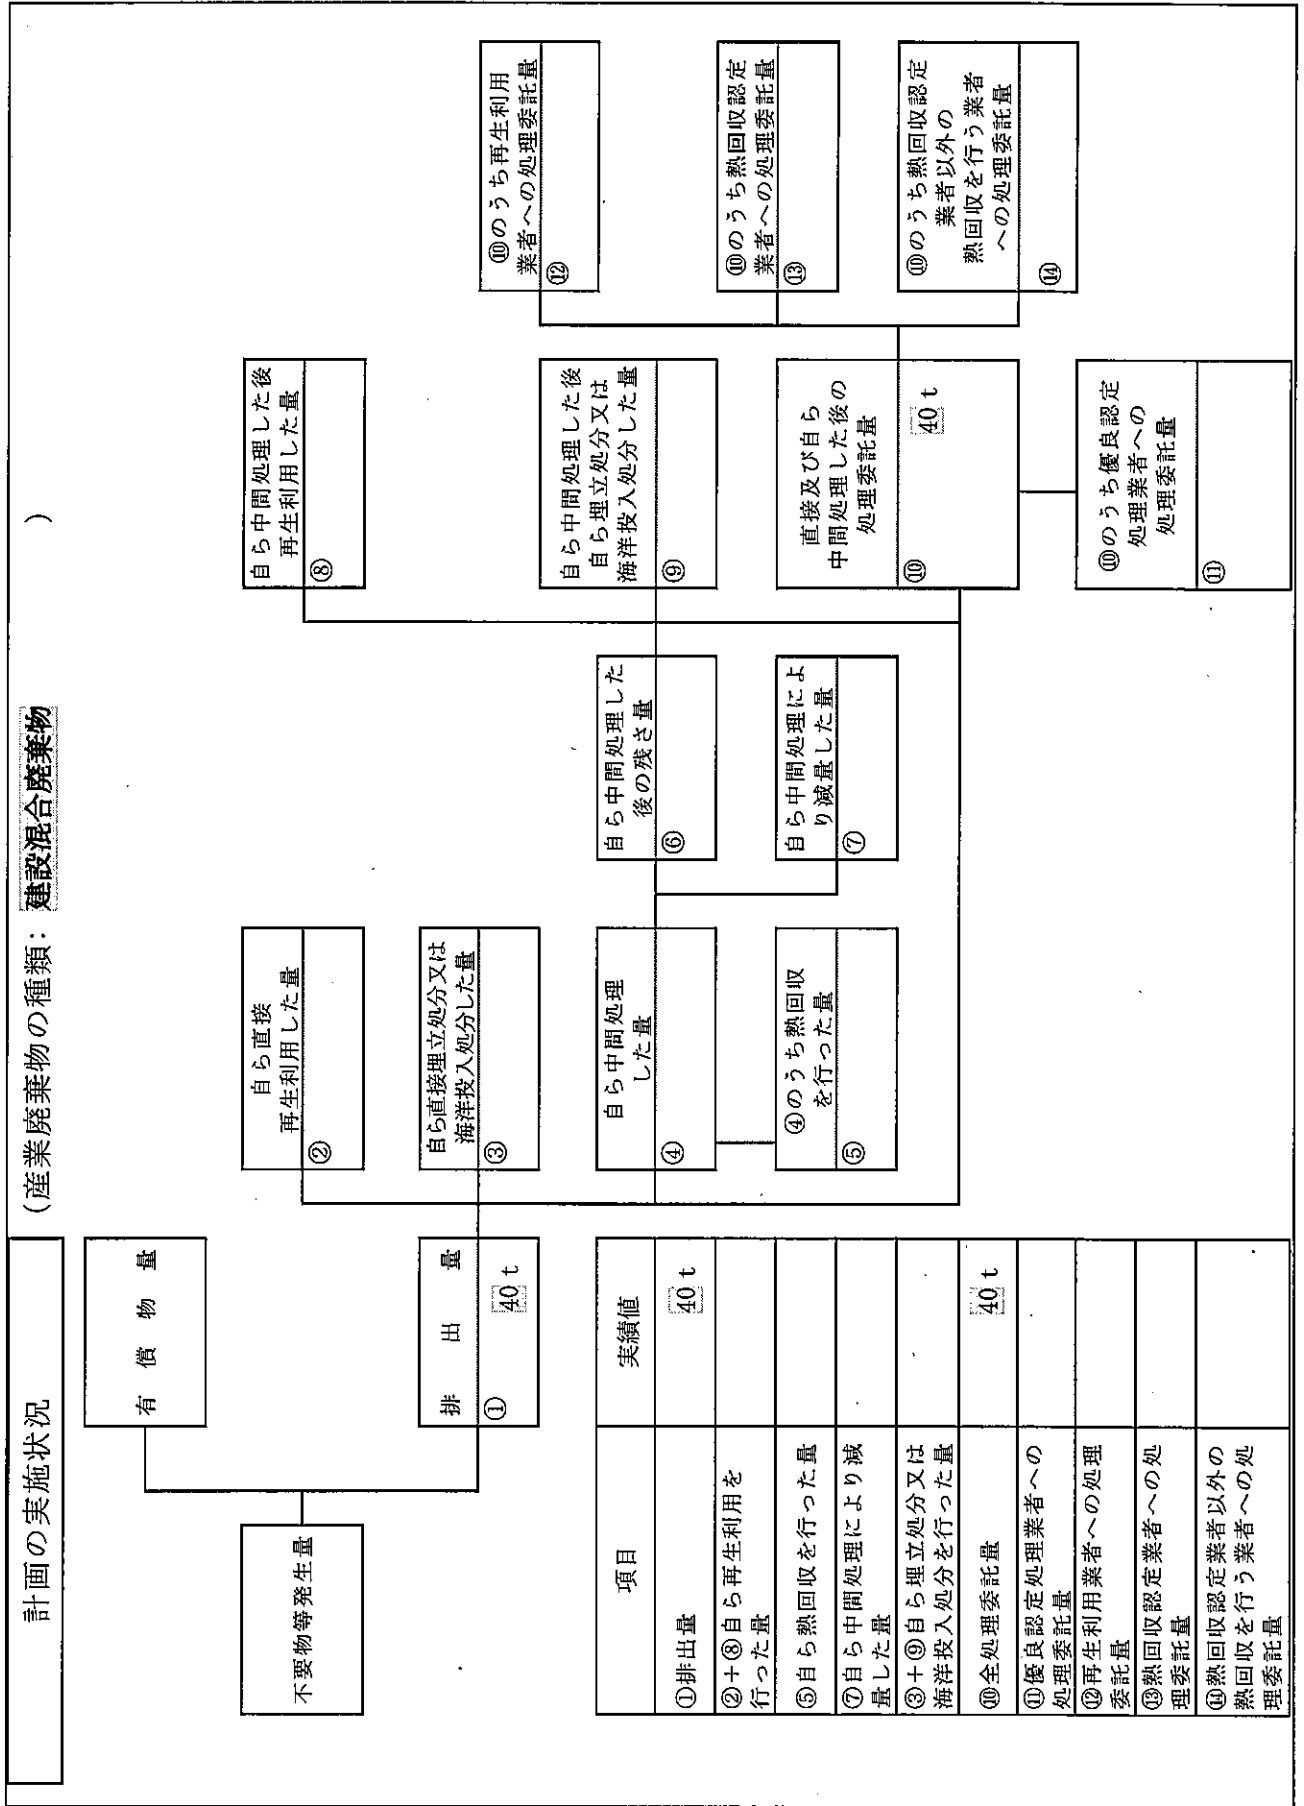 計画の実施状況
(産業廃棄物の種類: 建設混合廃棄物 )
不要物等発生量
有償物量
排出量
① 40 t
自ら直接
再生利用した量
②
自ら直接埋立処分又は
海洋投入処分した量
③
自ら中間処理
した量
④
④のうち熱回収
を行った量
⑤
自ら中間処理した
後の残さ量
⑥
自ら中間処理によ
り減量した量
⑦
自ら中間処理した後
再生利用した量
⑧
自ら中間処理した後
自ら埋立処分又は
海洋投入処分した量
⑨
直接及び自ら
中間処理した後の
処理委託量
⑩ 40 t
⑩のうち優良認定
処理業者への
処理委託量
⑪
⑩のうち再生利用
業者への処理委託量
⑫
⑩のうち熱回収認定
業者への処理委託量
⑬
⑩のうち熱回収認定
業者以外の
熱回収を行う業者
への処理委託量
⑭
項目 実績値
①排出量 40 t
②+⑧自ら再生利用を
行った量
⑤自ら熱回収を行った量
⑦自ら中間処理により減
量した量
③+⑨自ら埋立処分又は
海洋投入処分を行った量
⑩全処理委託量 40 t
⑪優良認定処理業者への
処理委託量
⑫再生利用業者への処理
委託量
⑬熱回収認定業者への処
理委託量
⑭熱回収認定業者以外の
熱回収を行う業者への処
理委託量